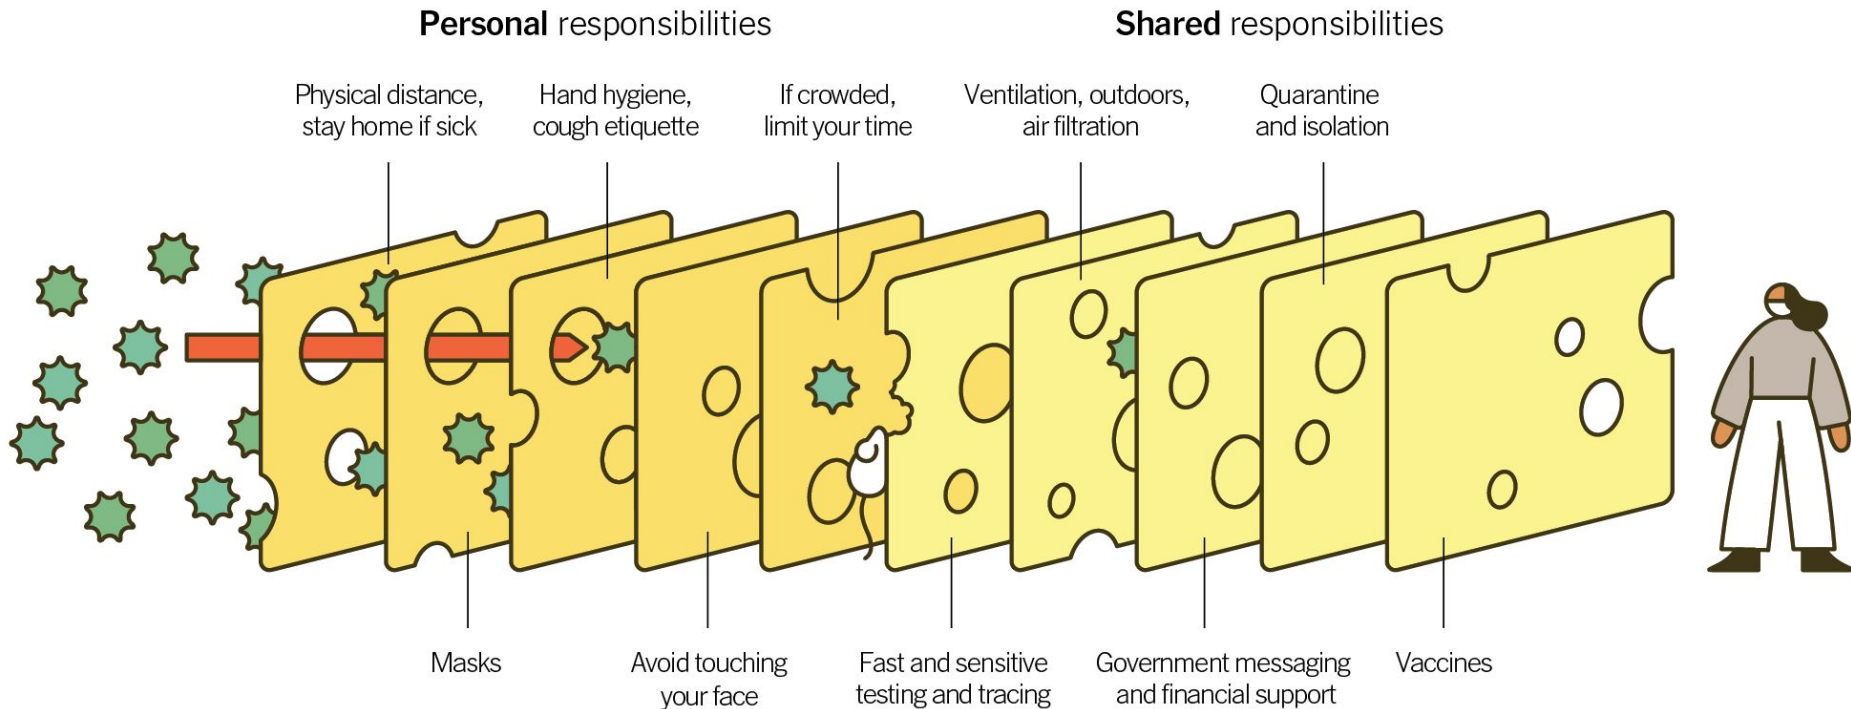 Personal responsibilities
Shared responsibilities
Physical distance,
stay home if sick
Hand hygiene,
cough etiquette
If crowded,
limit your time
Ventilation, outdoors,
air filtration
Quarantine
and isolation
Masks
Avoid touching
your face
Fast and sensitive
testing and tracing
Government messaging
and financial support
Vaccines